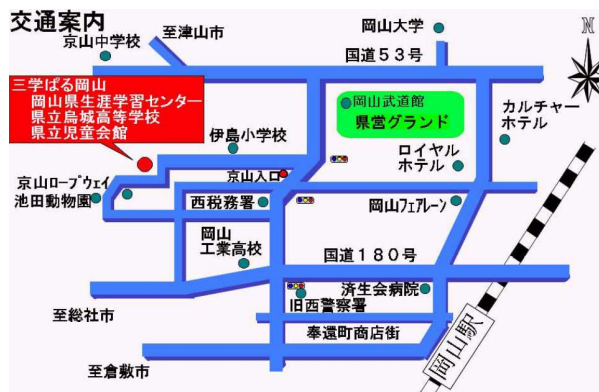 交通案内
京山中学校
至津山市
岡山大学
N
国道53号
三学ぱる岡山
岡山県生涯学習センター
県立烏城高等学校
県立児童会館
岡山武道館
県営グランド
カルチャー
ホテル
伊島小学校
ロイヤル
ホテル
京山入口
京山ロープウェイ
池田動物園
西税務署
岡山フェアレーン
岡山
工業高校
国道180号
済生会病院
旧西警察署
至総社市
奉還町商店街
岡山駅
至倉敷市